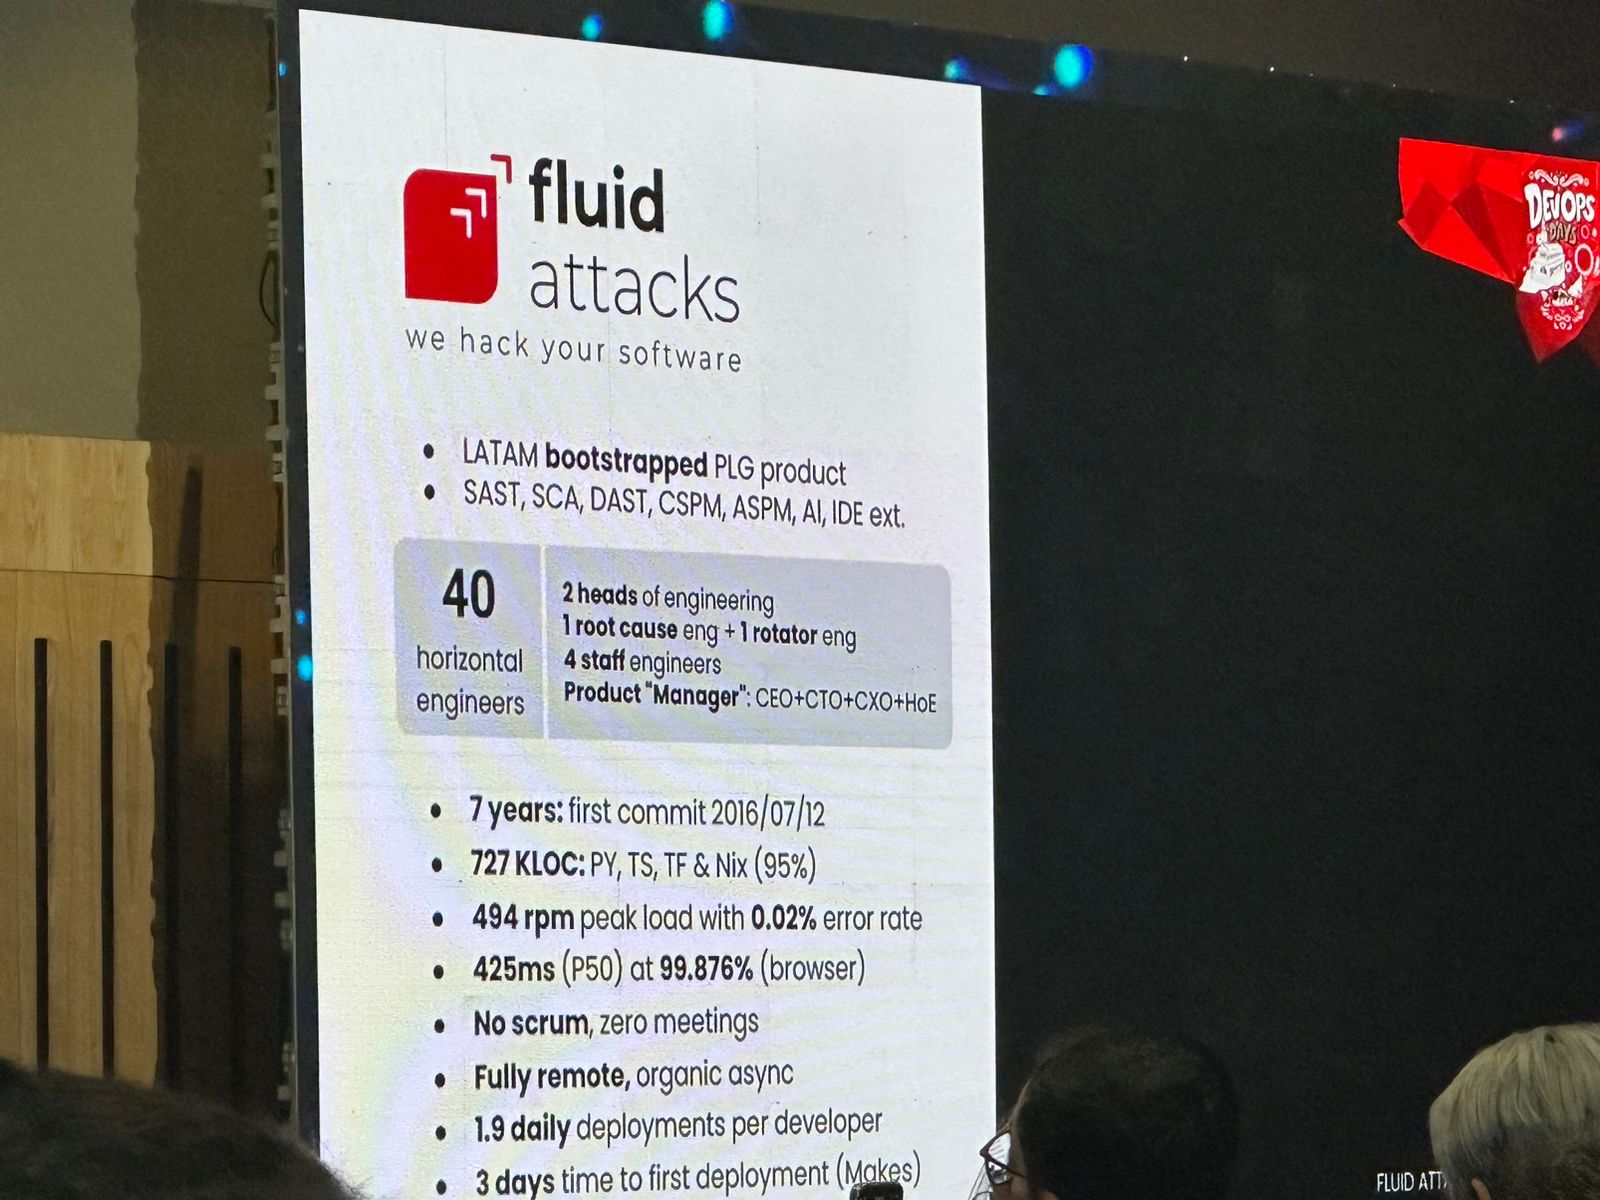 fluid
attacks
we hack your software
• LATAM bootstrapped PLG product
• SAST, SCA, DAST, CSPM, ASPM, AI, IDE ext.
40
horizontal
engineers
2 heads of engineering
1 root cause eng + 1 rotator eng
4 staff engineers
Product "Manager": CEO+CTO+CXO+HoE
• 7 years: first commit 2016/07/12
• 727 KLOC: PY, TS, TF & Nix (95%)
• 494 rpm peak load with 0.02% error rate
• 425ms (P50) at 99.876% (browser)
• No scrum, zero meetings
• Fully remote, organic async
• 1.9 daily deployments per developer
• 3 days time to first deployment (Makes)
DEVOPS
DAYS
FLUID ATT